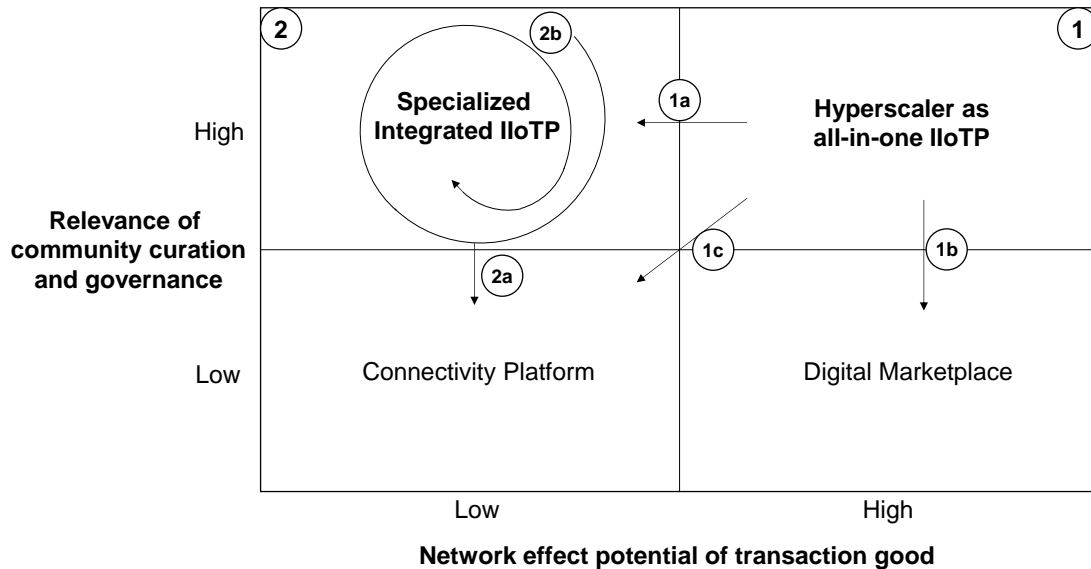 2
1
2b
Specialized
Integrated IIoTP
1a
Hyperscaler as
all-in-one IIoTP
High
Relevance of
community curation
and governance
2a
1c
1b
Low
Connectivity Platform
Digital Marketplace
Low
High
Network effect potential of transaction good